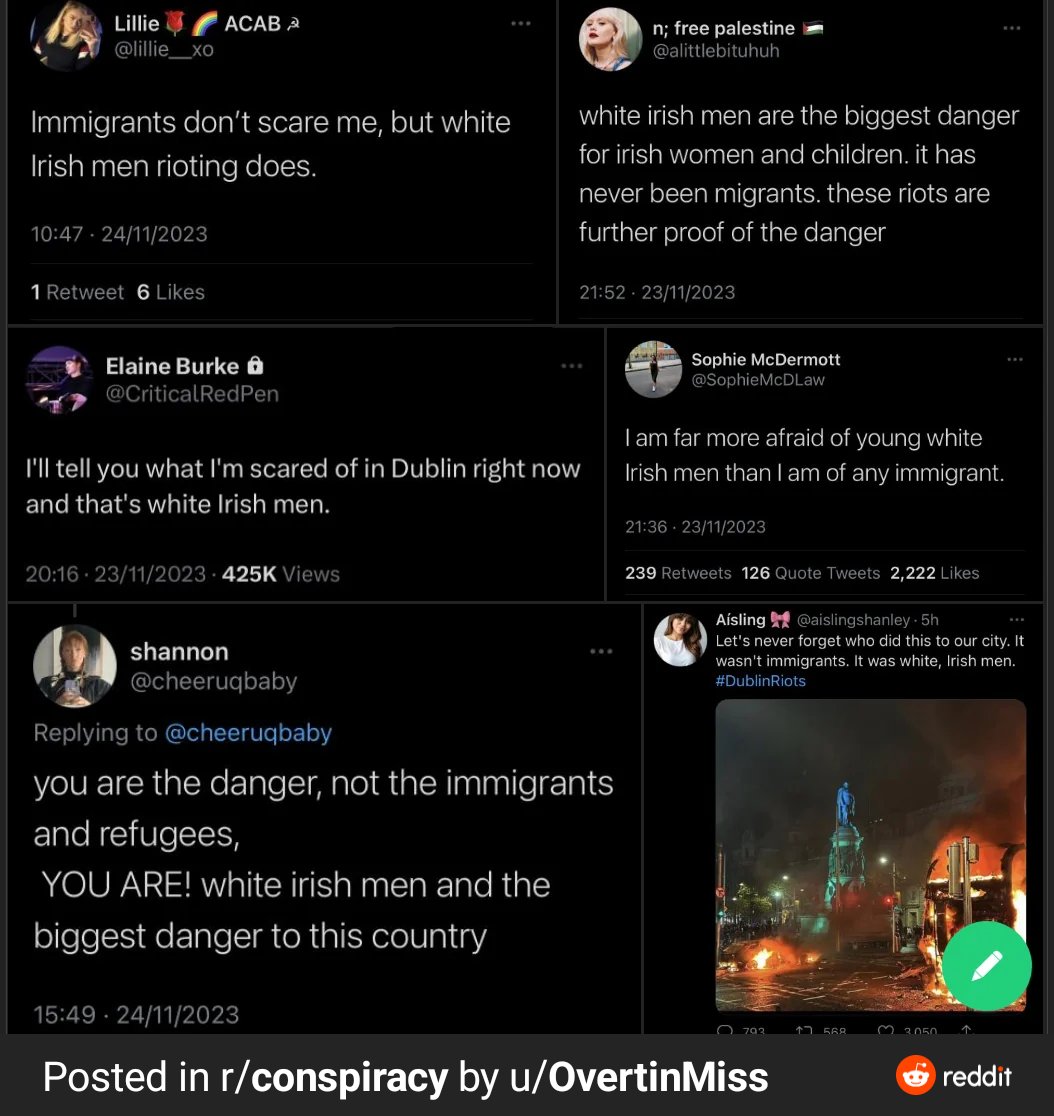 Lillie🌹🌈 ACAB ☭
@lillie__xo
Immigrants don’t scare me, but white
Irish men rioting does.
10:47 · 24/11/2023
1 Retweet 6 Likes
n; free palestine 🇵🇸
@alittlebituhuh
white irish men are the biggest danger
for irish women and children. it has
never been migrants. these riots are
further proof of the danger
21:52 · 23/11/2023
Elaine Burke 🔒
@CriticalRedPen
I'll tell you what I'm scared of in Dublin right now
and that's white Irish men.
20:16 · 23/11/2023 · 425K Views
Sophie McDermott
@SophieMcDLaw
I am far more afraid of young white
Irish men than I am of any immigrant.
21:36 · 23/11/2023
239 Retweets 126 Quote Tweets 2,222 Likes
shannon
@cheeruqbaby
Replying to @cheeruqbaby
you are the danger, not the immigrants
and refugees,
YOU ARE! white irish men and the
biggest danger to this country
15:49 · 24/11/2023
Aísling 🎀 @aislingshanley · 5h
Let's never forget who did this to our city. It
wasn't immigrants. It was white, Irish men.
#DublinRiots
793 568 3,050
Posted in r/conspiracy by u/OvertinMiss
reddit